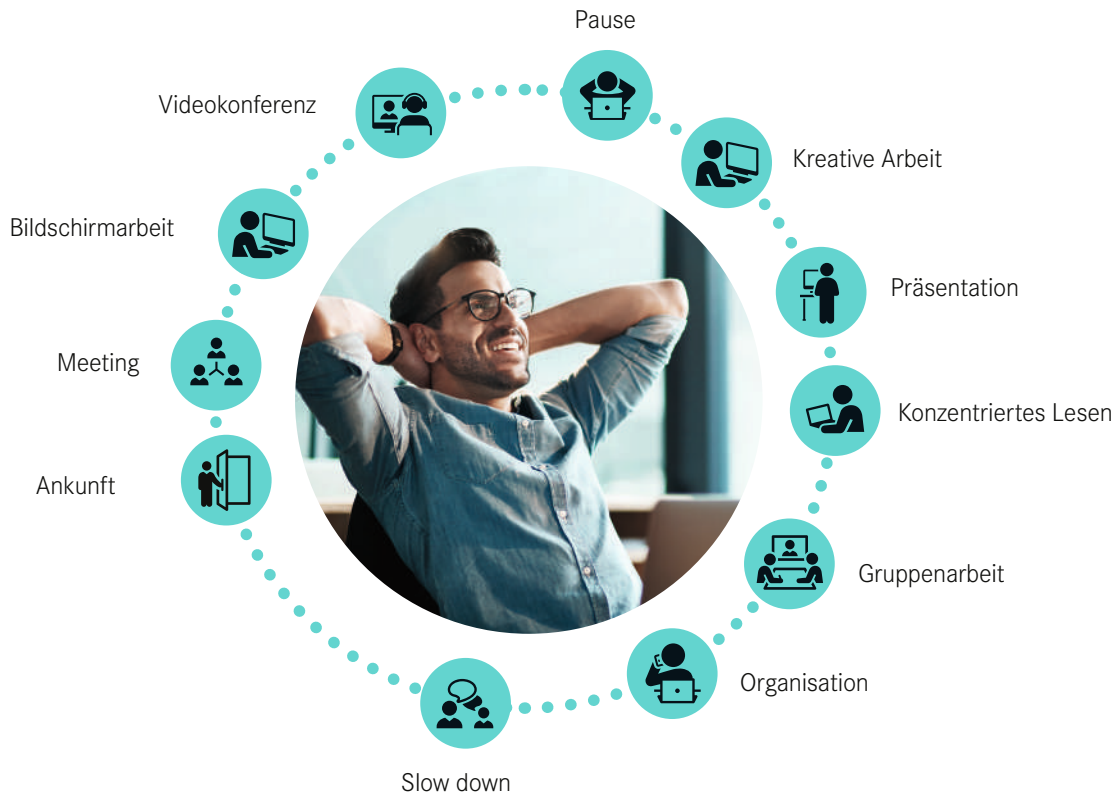 Pause
Videokonferenz
Kreative Arbeit
Bildschirmarbeit
Präsentation
Meeting
Konzentriertes Lesen
Ankunft
Gruppenarbeit
Organisation
Slow down